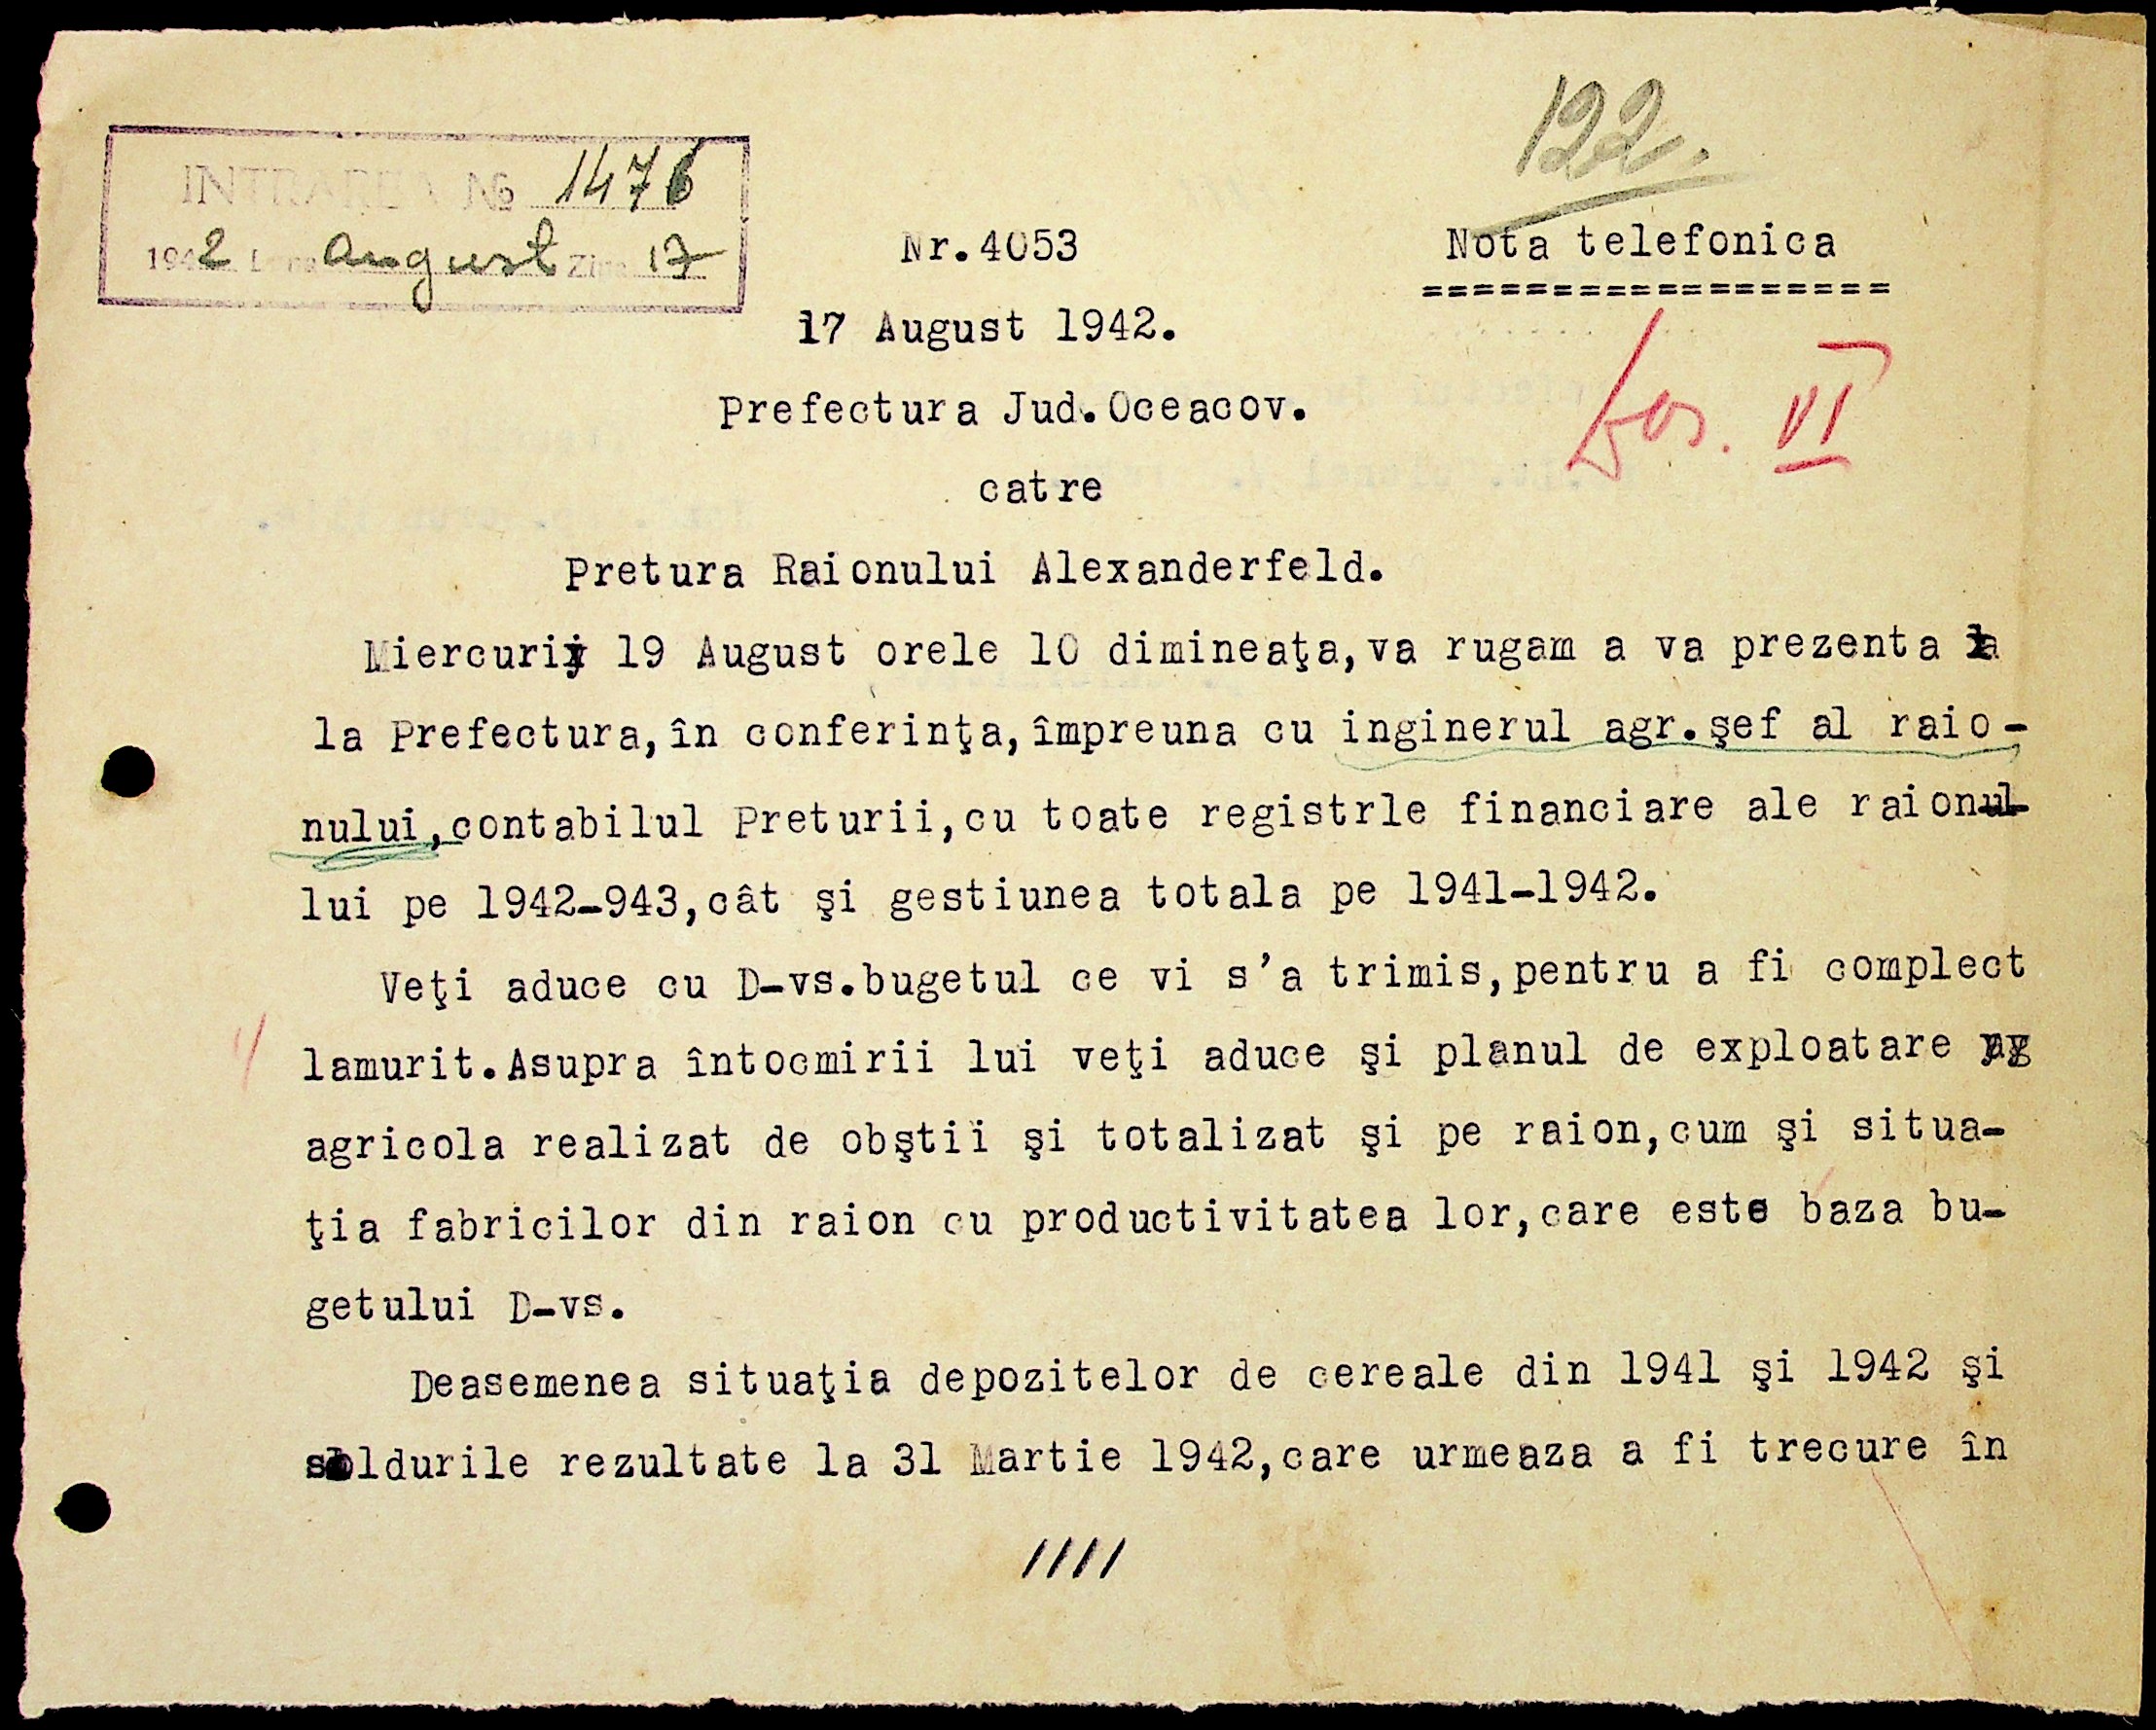 122.
INTRAREA № 1476
1942 Luna August Ziua 17
Nr.4053
Nota telefonica
==================
17 August 1942.
Dos. VI
Prefectura Jud.Oceacov.
catre
Pretura Raionului Alexanderfeld.
Miercuri 19 August orele 10 dimineaţa,va rugam a va prezenta la
la Prefectura,în conferinţa,împreuna cu inginerul agr.şef al raio-
nului,contabilul Preturii,cu toate registrle financiare ale raionul
lui pe 1942-943,cât şi gestiunea totala pe 1941-1942.
Veţi aduce cu D-vs.bugetul ce vi s'a trimis,pentru a fi complect
lamurit.Asupra întocmirii lui veţi aduce şi planul de exploatare
agricola realizat de obştii şi totalizat şi pe raion,cum şi situa-
ţia fabricilor din raion cu productivitatea lor,care este baza bu-
getului D-vs.
Deasemenea situaţia depozitelor de cereale din 1941 şi 1942 şi
soldurile rezultate la 31 Martie 1942,care urmeaza a fi trecure în
////